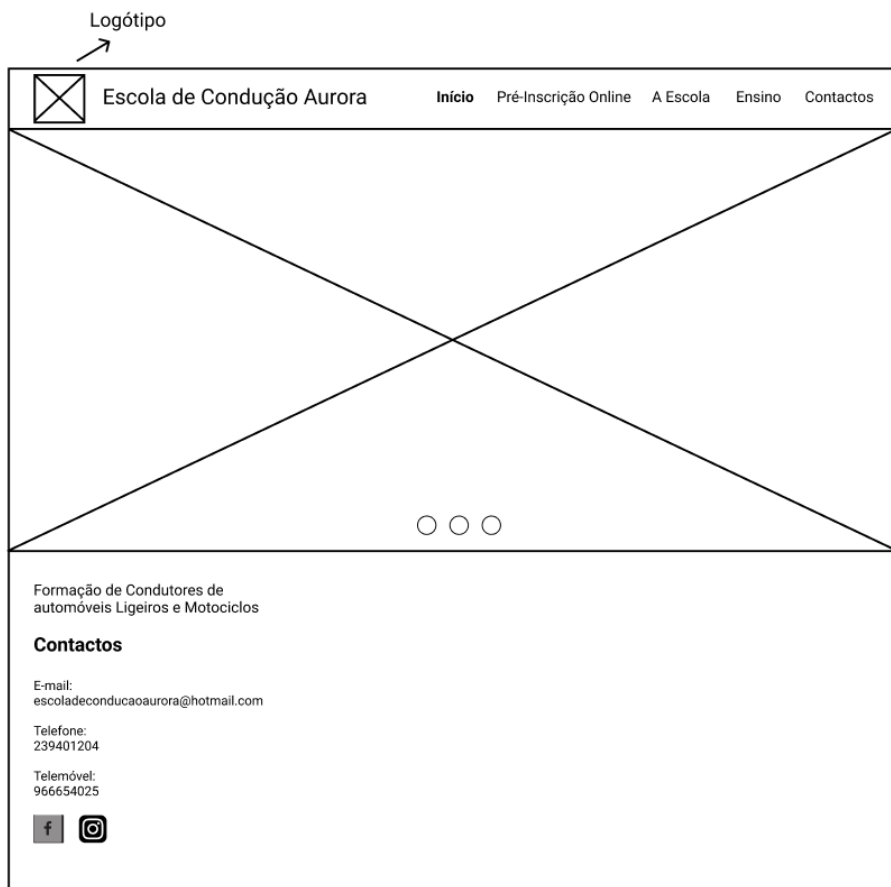 Logótipo
Escola de Condução Aurora
Início Pré-Inscrição Online A Escola Ensino Contactos
Formação de Condutores de
automóveis Ligeiros e Motociclos
Contactos
E-mail:
escoladeconducaoaurora@hotmail.com
Telefone:
239401204
Telemóvel:
966654025